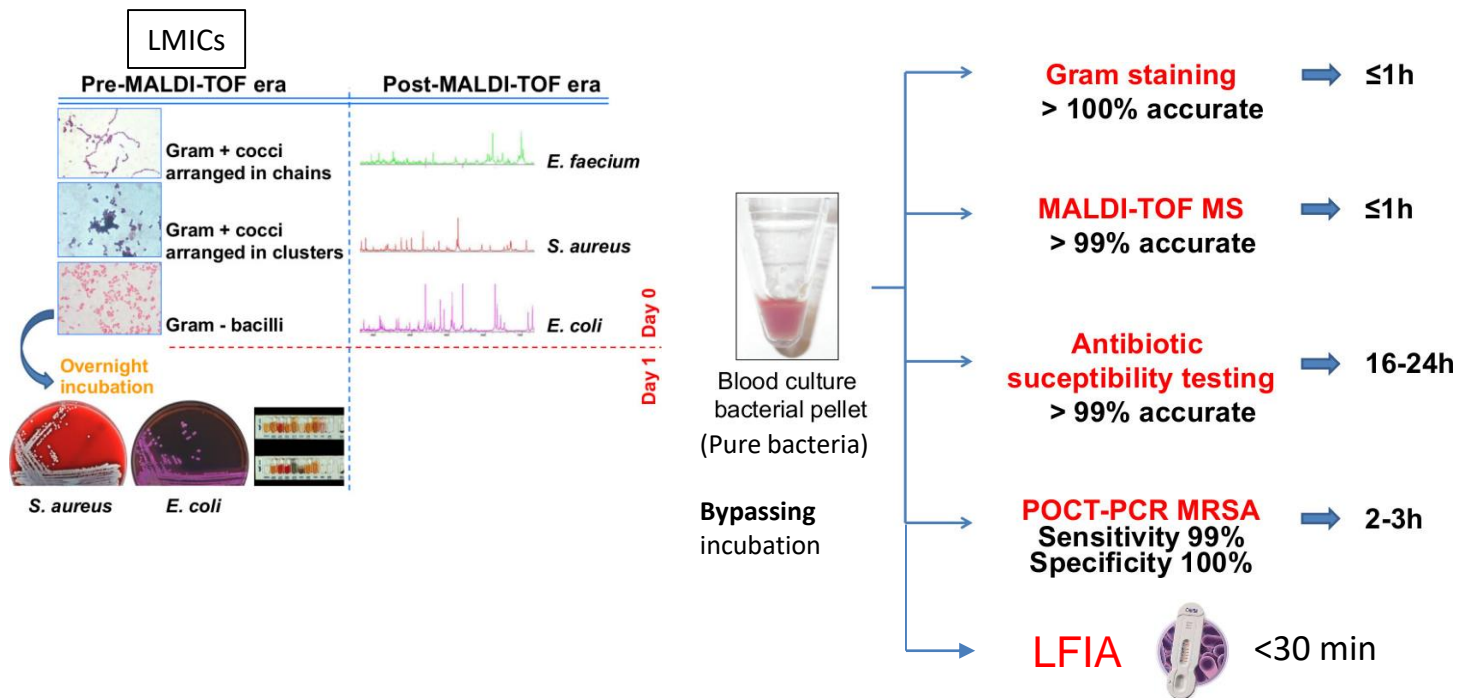 LMICs
Pre-MALDI-TOF era
Post-MALDI-TOF era
Gram + cocci
arranged in chains
E. faecium
Gram + cocci
arranged in clusters
S. aureus
Gram - bacilli
E. coli
Day 0
Day 1
Overnight
incubation
S. aureus
E. coli
Blood culture
bacterial pellet
(Pure bacteria)
Bypassing
incubation
Gram staining
> 100% accurate
≤1h
MALDI-TOF MS
> 99% accurate
≤1h
Antibiotic
suceptibility testing
> 99% accurate
16-24h
POCT-PCR MRSA
Sensitivity 99%
Specificity 100%
2-3h
LFIA
<30 min